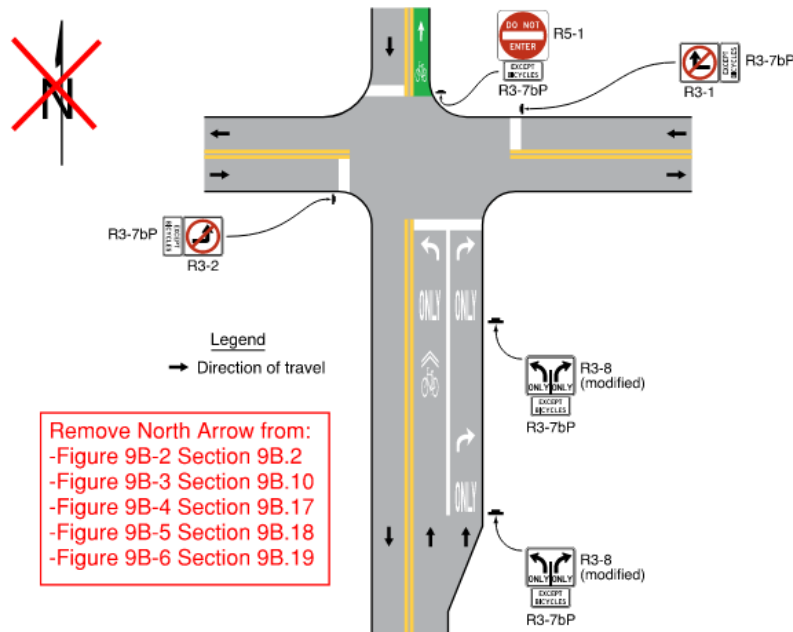 N
DO NOT
ENTER
R5-1
EXCEPT
BICYCLES
R3-7bP
EXCEPT
BICYCLES
R3-7bP
R3-1
R3-7bP
EXCEPT
BICYCLES
R3-2
ONLY
ONLY
Legend
Direction of travel
ONLY ONLY
EXCEPT
BICYCLES
R3-8
(modified)
R3-7bP
Remove North Arrow from:
-Figure 9B-2 Section 9B.2
-Figure 9B-3 Section 9B.10
-Figure 9B-4 Section 9B.17
-Figure 9B-5 Section 9B.18
-Figure 9B-6 Section 9B.19
ONLY
ONLY ONLY
EXCEPT
BICYCLES
R3-8
(modified)
R3-7bP